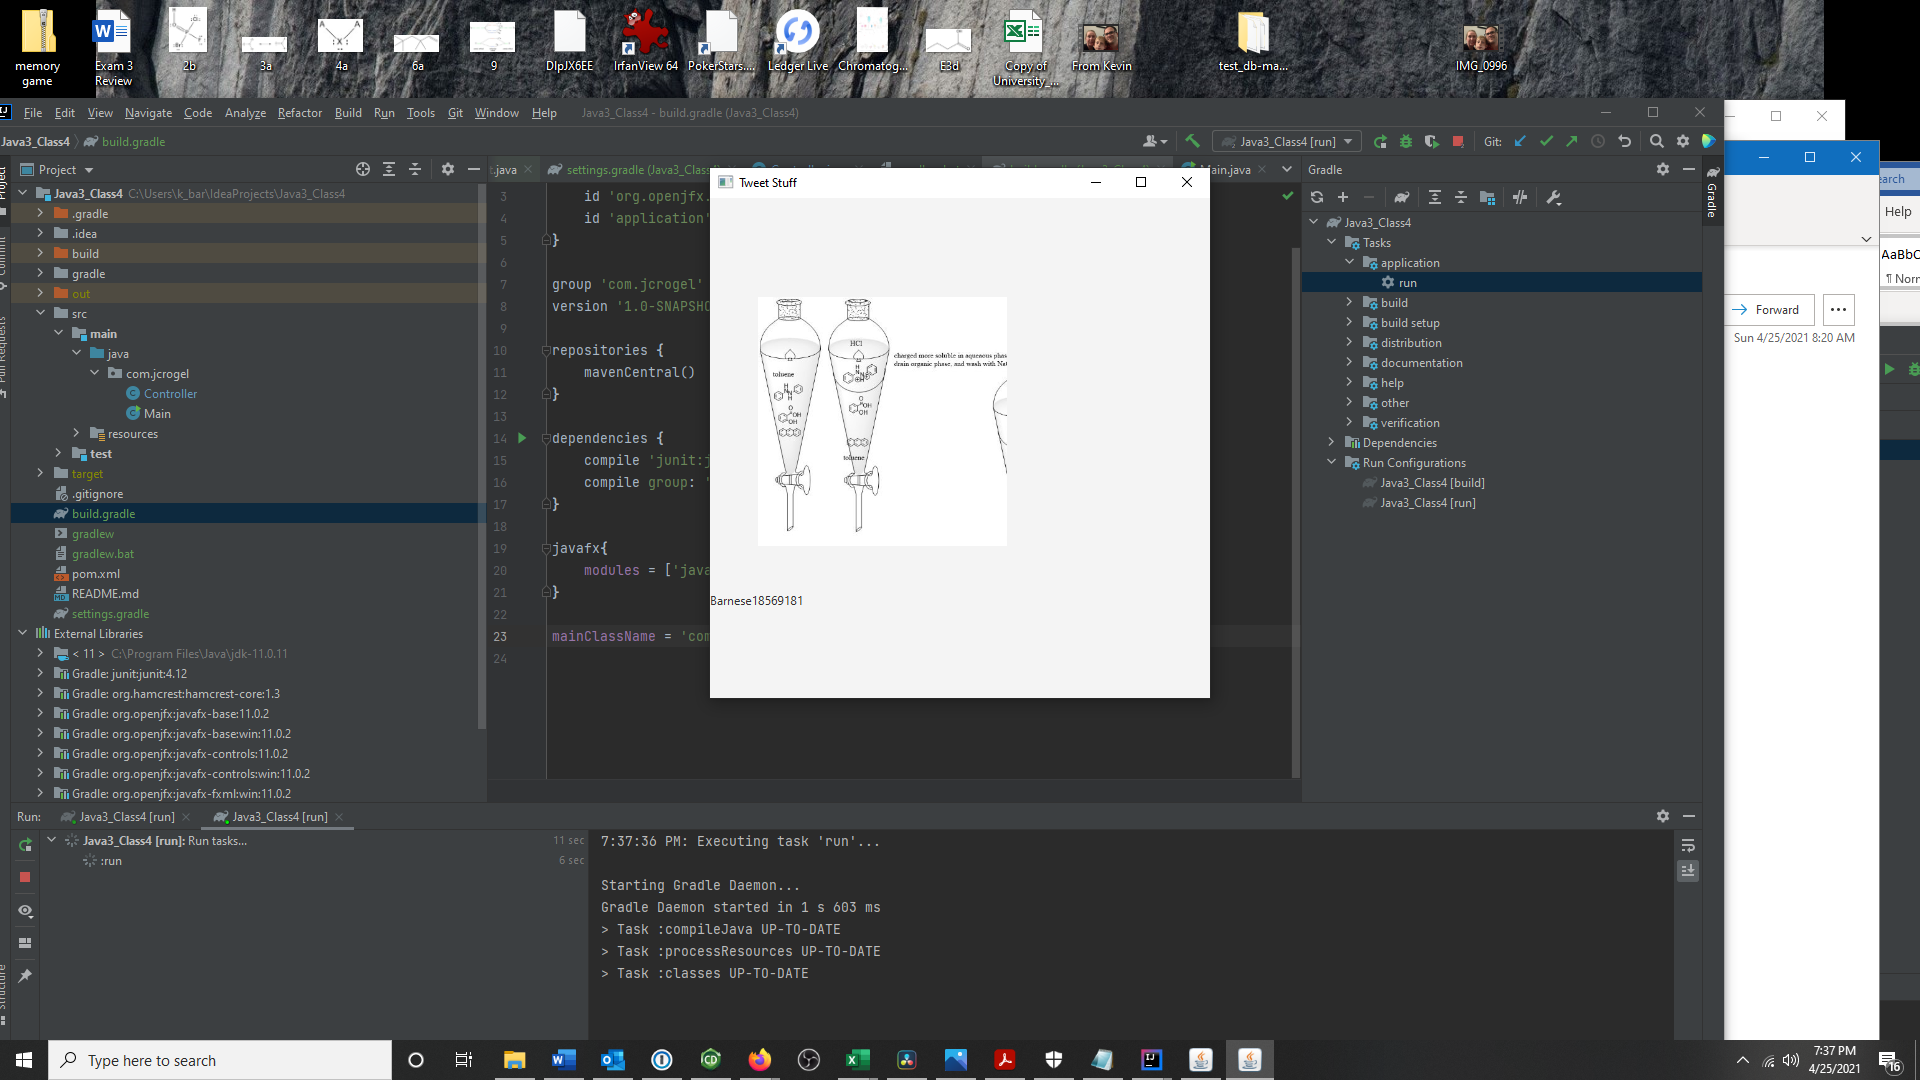 memory
game
Exam 3
Review
2b
3a
4a
6a
9
DIpJX6EE
IrfanView 64
PokerStars....
Ledger Live
Chromatog...
E3d
Copy of
University_...
From Kevin
test_db-ma...
IMG_0996
File Edit View Navigate Code Analyze Refactor Build Run Tools Git Window Help Java3_Class4 - build.gradle (Java3_Class4)
Java3_Class4 build.gradle
Java3_Class4 [run]
Git:
Project
Java3_Class4 C:\Users\k_bar\IdeaProjects\Java3_Class4
.gradle
.idea
build
gradle
out
src
main
java
com.jcrogel
Controller
Main
resources
test
target
.gitignore
build.gradle
gradlew
gradlew.bat
pom.xml
README.md
settings.gradle
External Libraries
< 11 > C:\Program Files\Java\jdk-11.0.11
Gradle: junit:junit:4.12
Gradle: org.hamcrest:hamcrest-core:1.3
Gradle: org.openjfx:javafx-base:11.0.2
Gradle: org.openjfx:javafx-base:win:11.0.2
Gradle: org.openjfx:javafx-controls:11.0.2
Gradle: org.openjfx:javafx-controls:win:11.0.2
Gradle: org.openjfx:javafx-fxml:win:11.0.2
.java settings.gradle (Java3_Class Main.java
3 id 'org.openjfx.
4 id 'application'
5 }
6
7 group 'com.jcrogel'
8 version '1.0-SNAPSHO
9
10 repositories {
11 mavenCentral()
12 }
13
14 dependencies {
15 compile 'junit:j
16 compile group: '
17 }
18
19 javafx{
20 modules = ['java
21 }
22
23 mainClassName = 'com
24
Tweet Stuff
toluene
HCl
toluene
charged more soluble in aqueous phas
drain organic phase, and wash with Na
Barnese18569181
Gradle
Java3_Class4
Tasks
application
run
build
build setup
distribution
documentation
help
other
verification
Dependencies
Run Configurations
Java3_Class4 [build]
Java3_Class4 [run]
Gradle
earch
Help
AaBbC
¶ Norr
Forward
Sun 4/25/2021 8:20 AM
Run: Java3_Class4 [run] Java3_Class4 [run]
Java3_Class4 [run]: Run tasks... 11 sec
:run 6 sec
7:37:36 PM: Executing task 'run'...
Starting Gradle Daemon...
Gradle Daemon started in 1 s 603 ms
> Task :compileJava UP-TO-DATE
> Task :processResources UP-TO-DATE
> Task :classes UP-TO-DATE
Type here to search
7:37 PM
4/25/2021
16